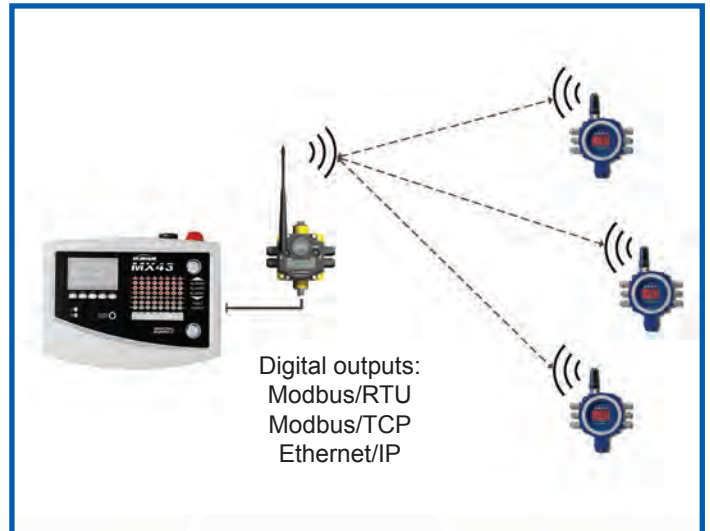 MX43
Digital outputs:
Modbus/RTU
Modbus/TCP
Ethernet/IP